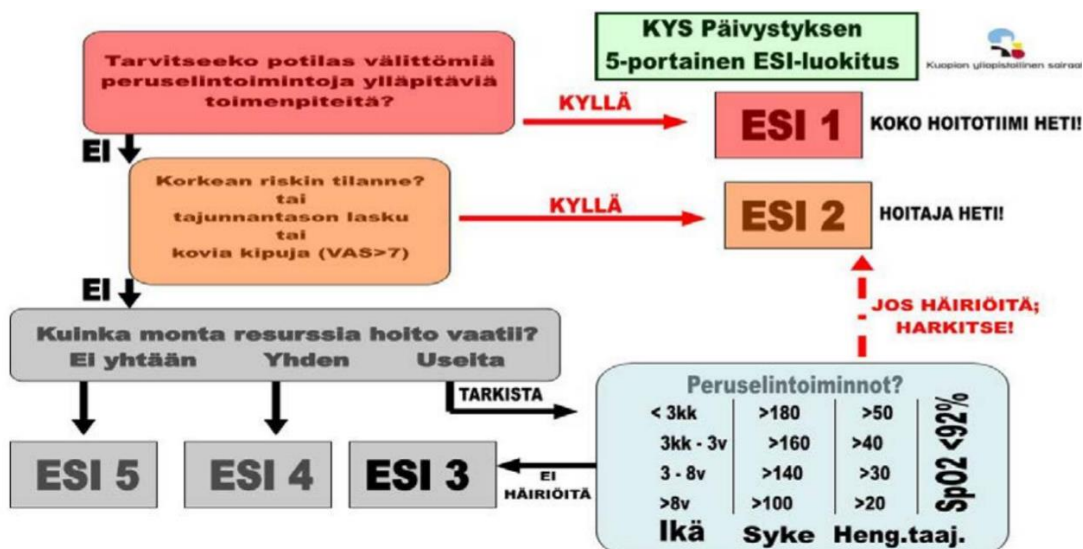 KYS Päivystyksen
5-portainen ESI-luokitus
Kuopion yliopistollinen sairaal
Tarvitseeko potilas välittömiä
peruselintoimintoja ylläpitäviä
toimenpiteitä?
KYLLÄ
ESI 1
KOKO HOITOTIIMI HETI!
EI
Korkean riskin tilanne?
tai
tajunnantason lasku
tai
kovia kipuja (VAS>7)
KYLLÄ
ESI 2
HOITAJA HETI!
EI
JOS HÄIRIÖITÄ;
HARKITSE!
Kuinka monta resurssia hoito vaatii?
Ei yhtään Yhden Useita
TARKISTA
Peruselintoiminnot?
< 3kk >180 >50
3kk - 3v >160 >40
3 - 8v >140 >30
>8v >100 >20
Ikä Syke Heng.taaj.
SpO2 <92%
EI
HÄIRIÖITÄ
ESI 5
ESI 4
ESI 3